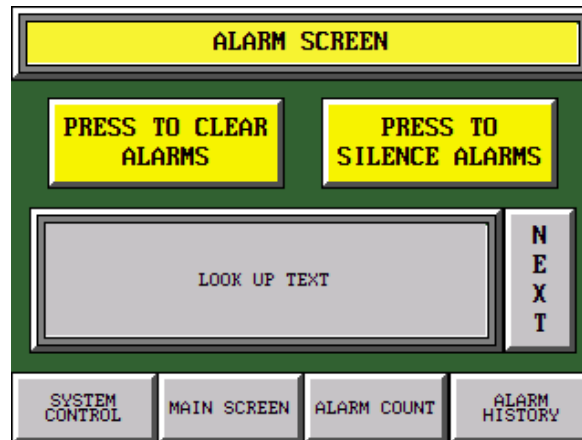 ALARM SCREEN
PRESS TO CLEAR
ALARMS
PRESS TO
SILENCE ALARMS
LOOK UP TEXT
N
E
X
T
SYSTEM
CONTROL
MAIN SCREEN
ALARM COUNT
ALARM
HISTORY